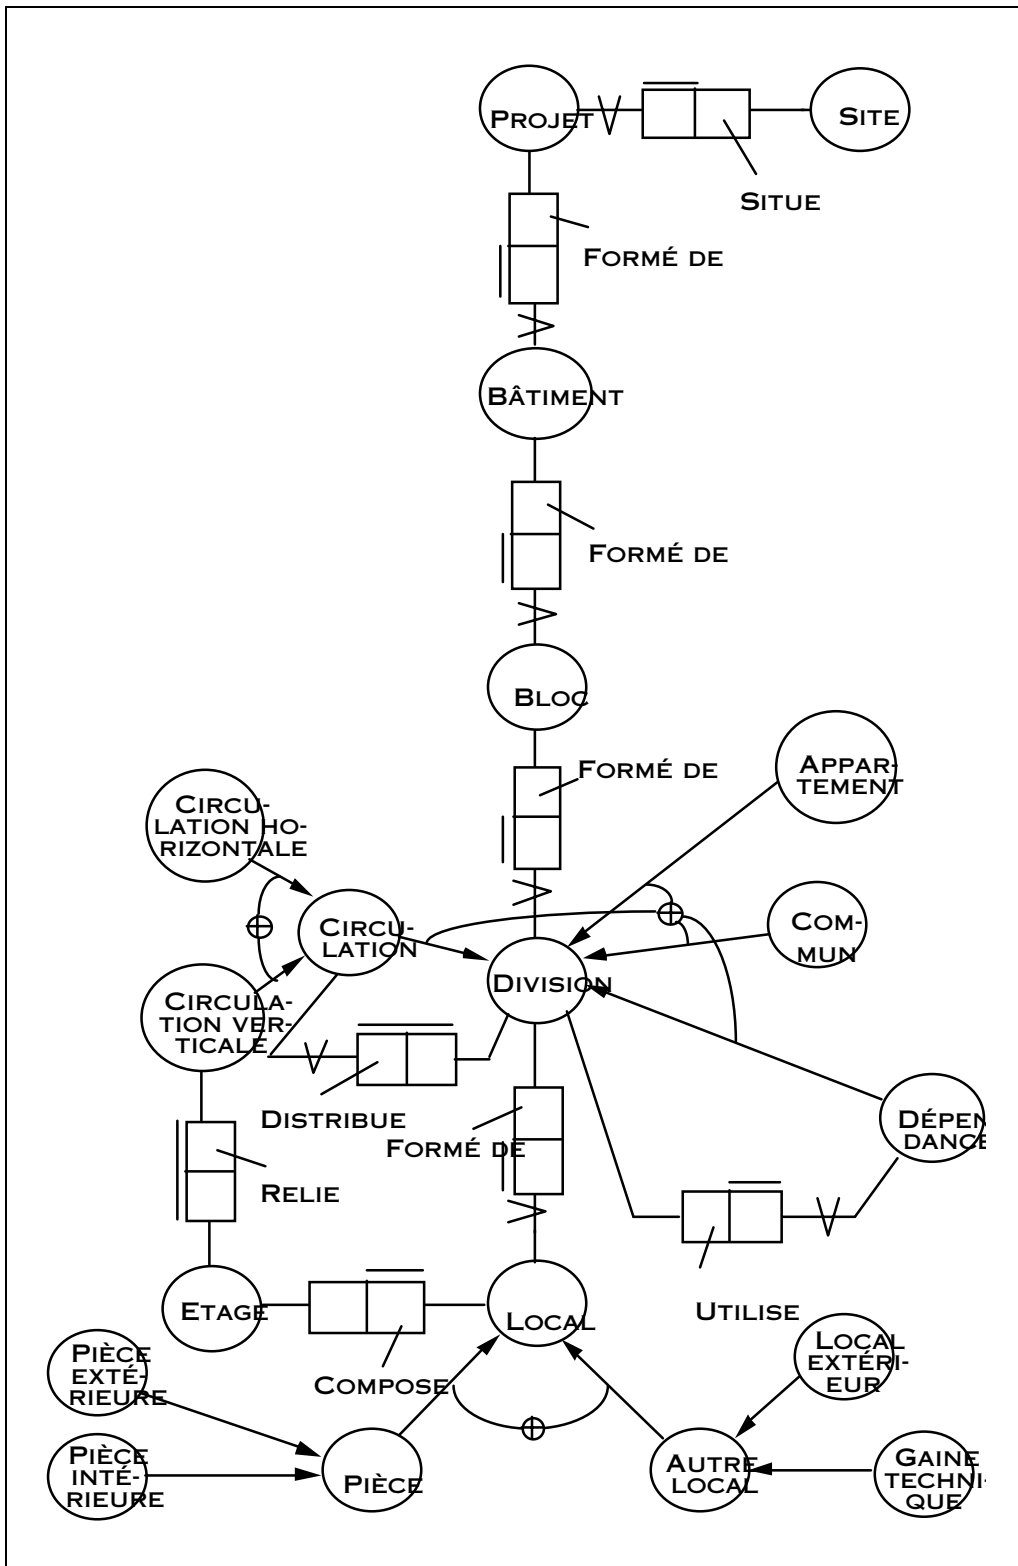 PROJET
SITE
SITUE
FORMÉ DE
BÂTIMENT
FORMÉ DE
BLOC
FORMÉ DE
APPAR-
TEMENT
CIRCU-
LATION HO-
RIZONTALE
CIRCU-
LATION
COM-
MUN
DIVISION
CIRCULA-
TION VER-
TICALE
DISTRIBUE
FORMÉ DE
DÉPEN
DANCE
RELIE
ETAGE
LOCAL
UTILISE
COMPOSE
PIÈCE
EXTÉ-
RIEURE
LOCAL
EXTÉRI-
EUR
PIÈCE
INTÉ-
RIEURE
PIÈCE
AUTRE
LOCAL
GAINE
TECHNI-
QUE